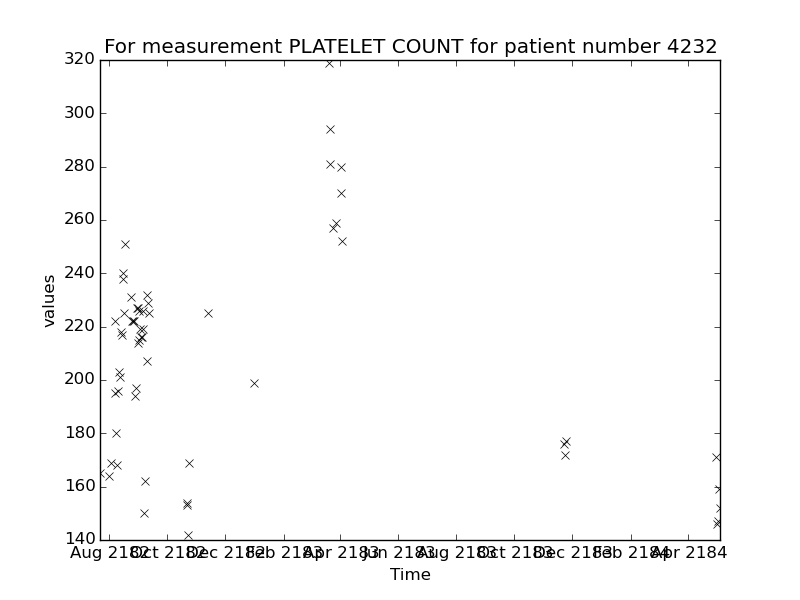 For measurement PLATELET COUNT for patient number 4232
320
300
280
260
240
220
200
180
160
140
values
Aug 2182 Oct 2182 Dec 2182 Feb 2183 Apr 2183 Jun 2183 Aug 2183 Oct 2183 Dec 2183 Feb 2184 Apr 2184
Time